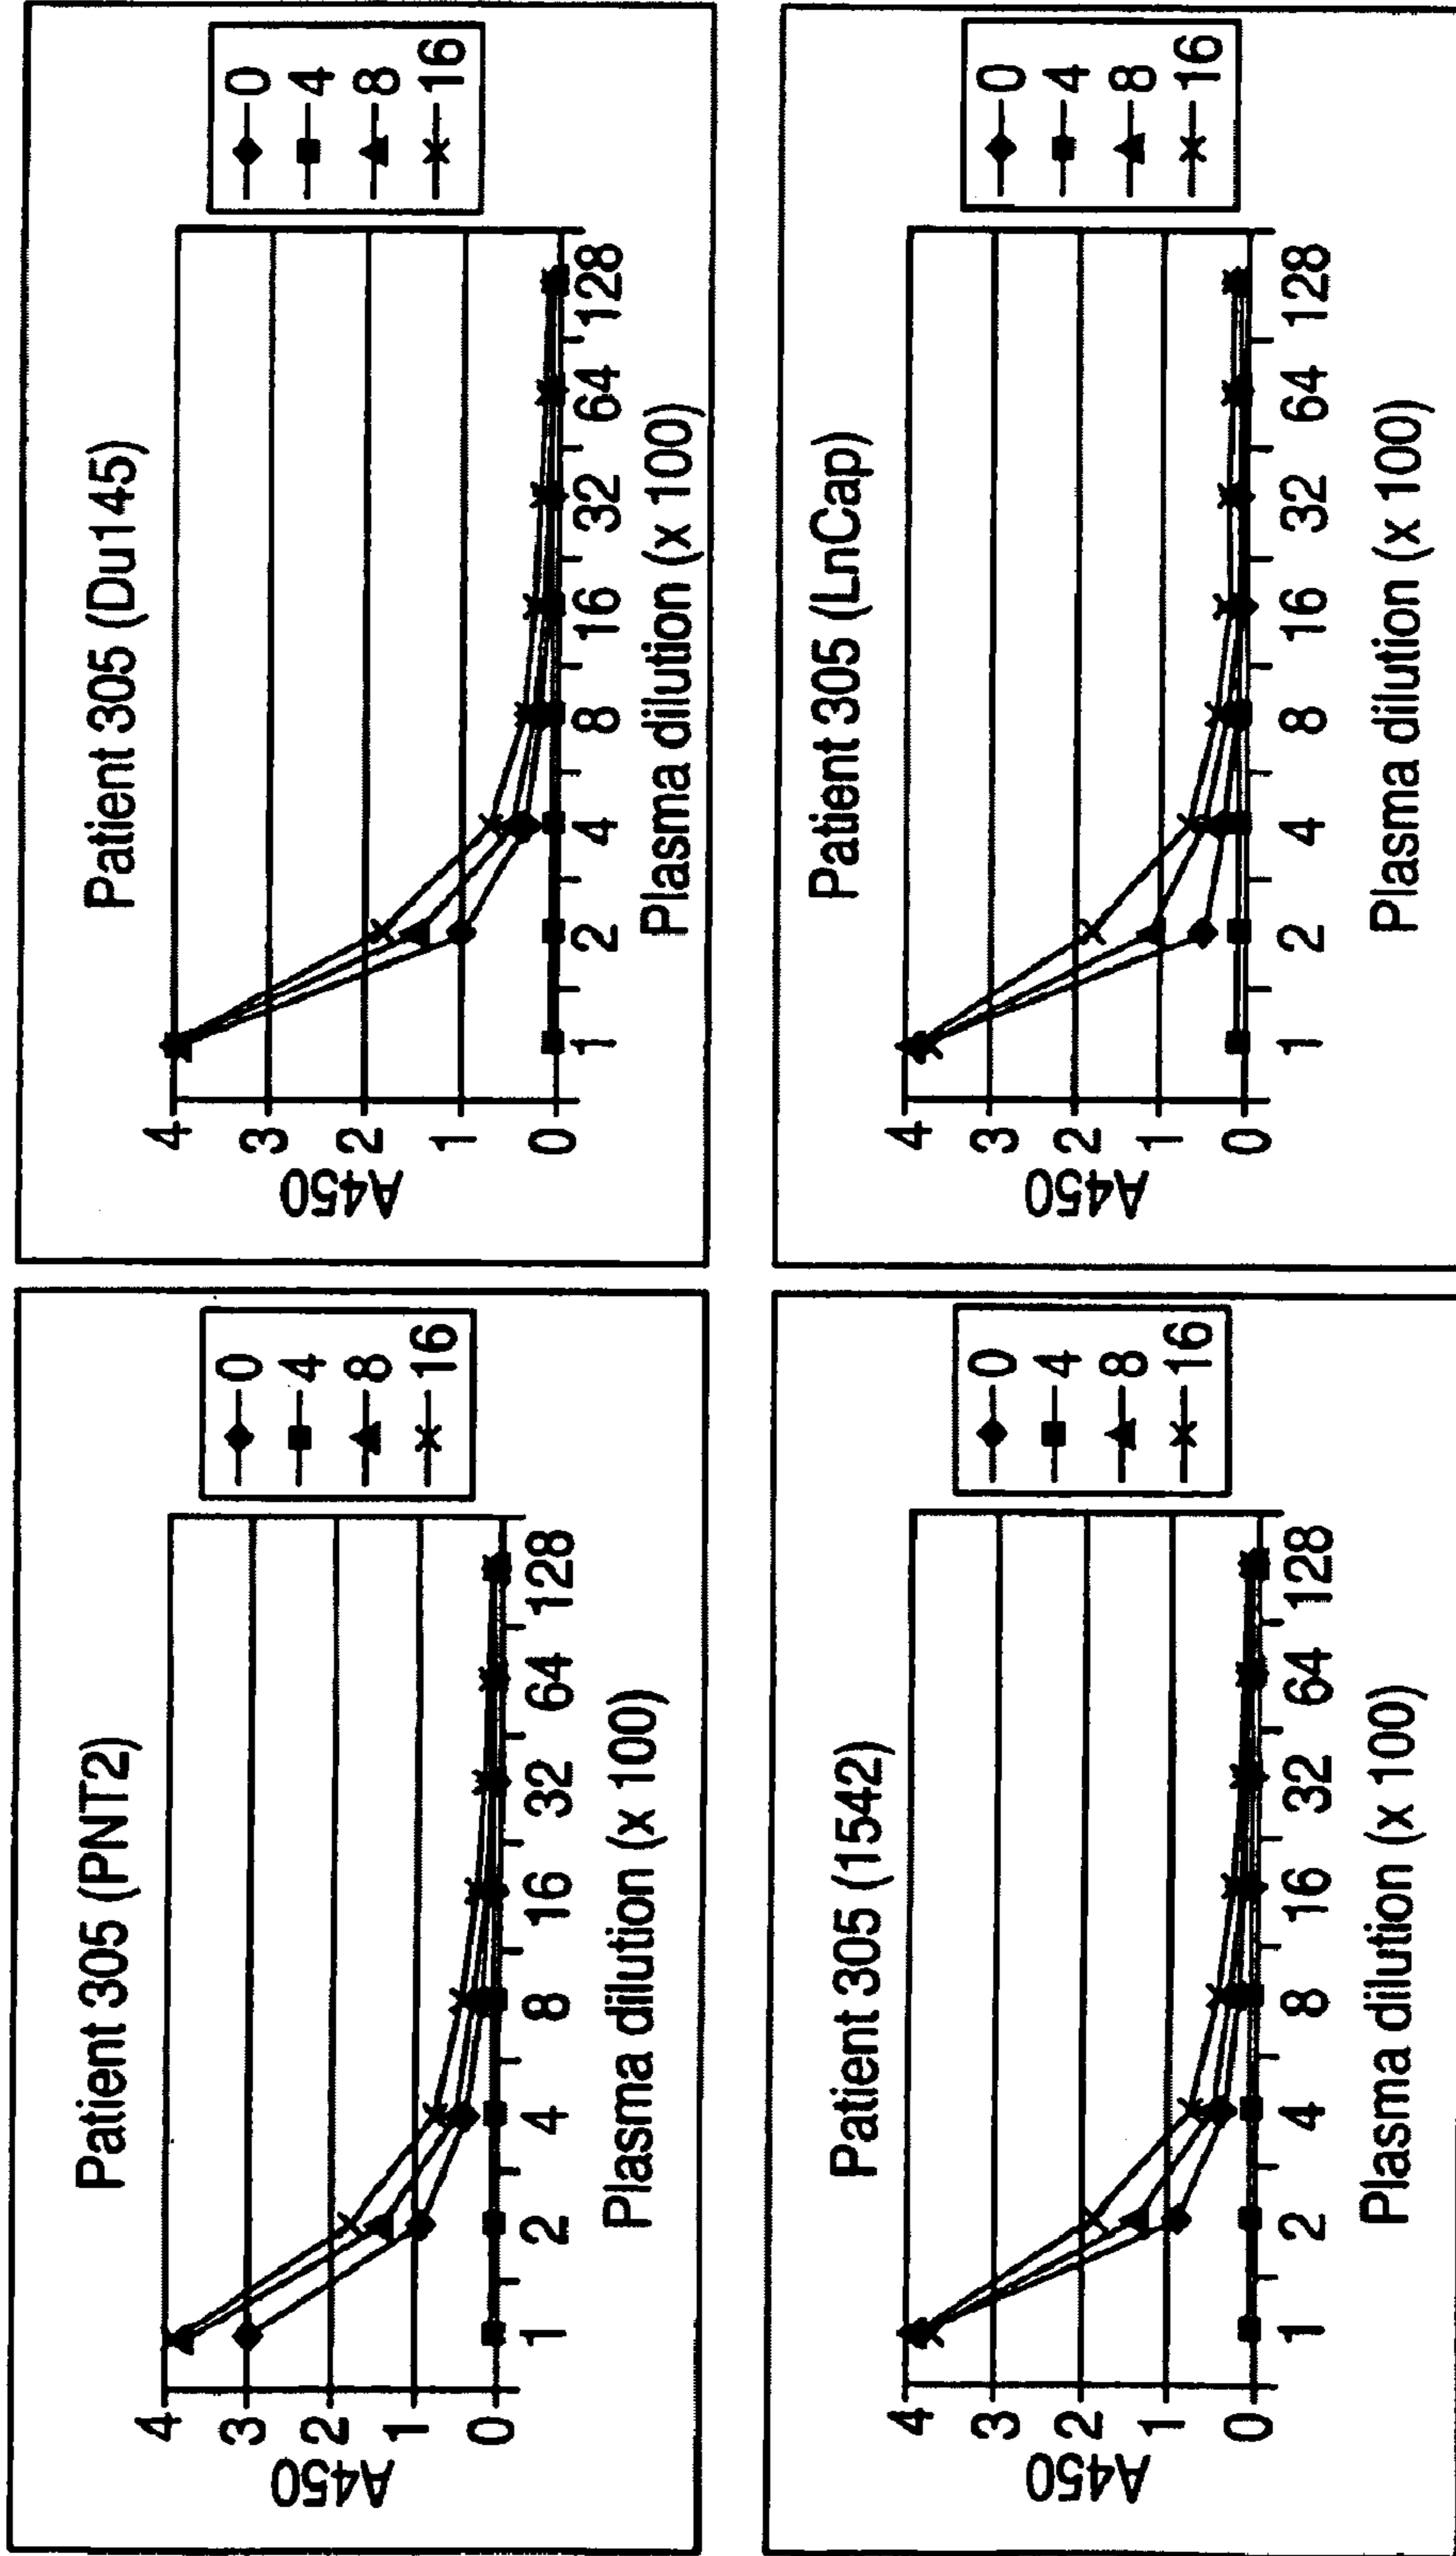 Patient 305 (PNT2)
A450
4
3
2
1
0
1 2 4 8 16 32 64 128
Plasma dilution (x 100)
0
4
8
16
Patient 305 (Du145)
A450
4
3
2
1
0
1 2 4 8 16 32 64 128
Plasma dilution (x 100)
0
4
8
16
Patient 305 (1542)
A450
4
3
2
1
0
1 2 4 8 16 32 64 128
Plasma dilution (x 100)
0
4
8
16
Patient 305 (LnCap)
A450
4
3
2
1
0
1 2 4 8 16 32 64 128
Plasma dilution (x 100)
0
4
8
16